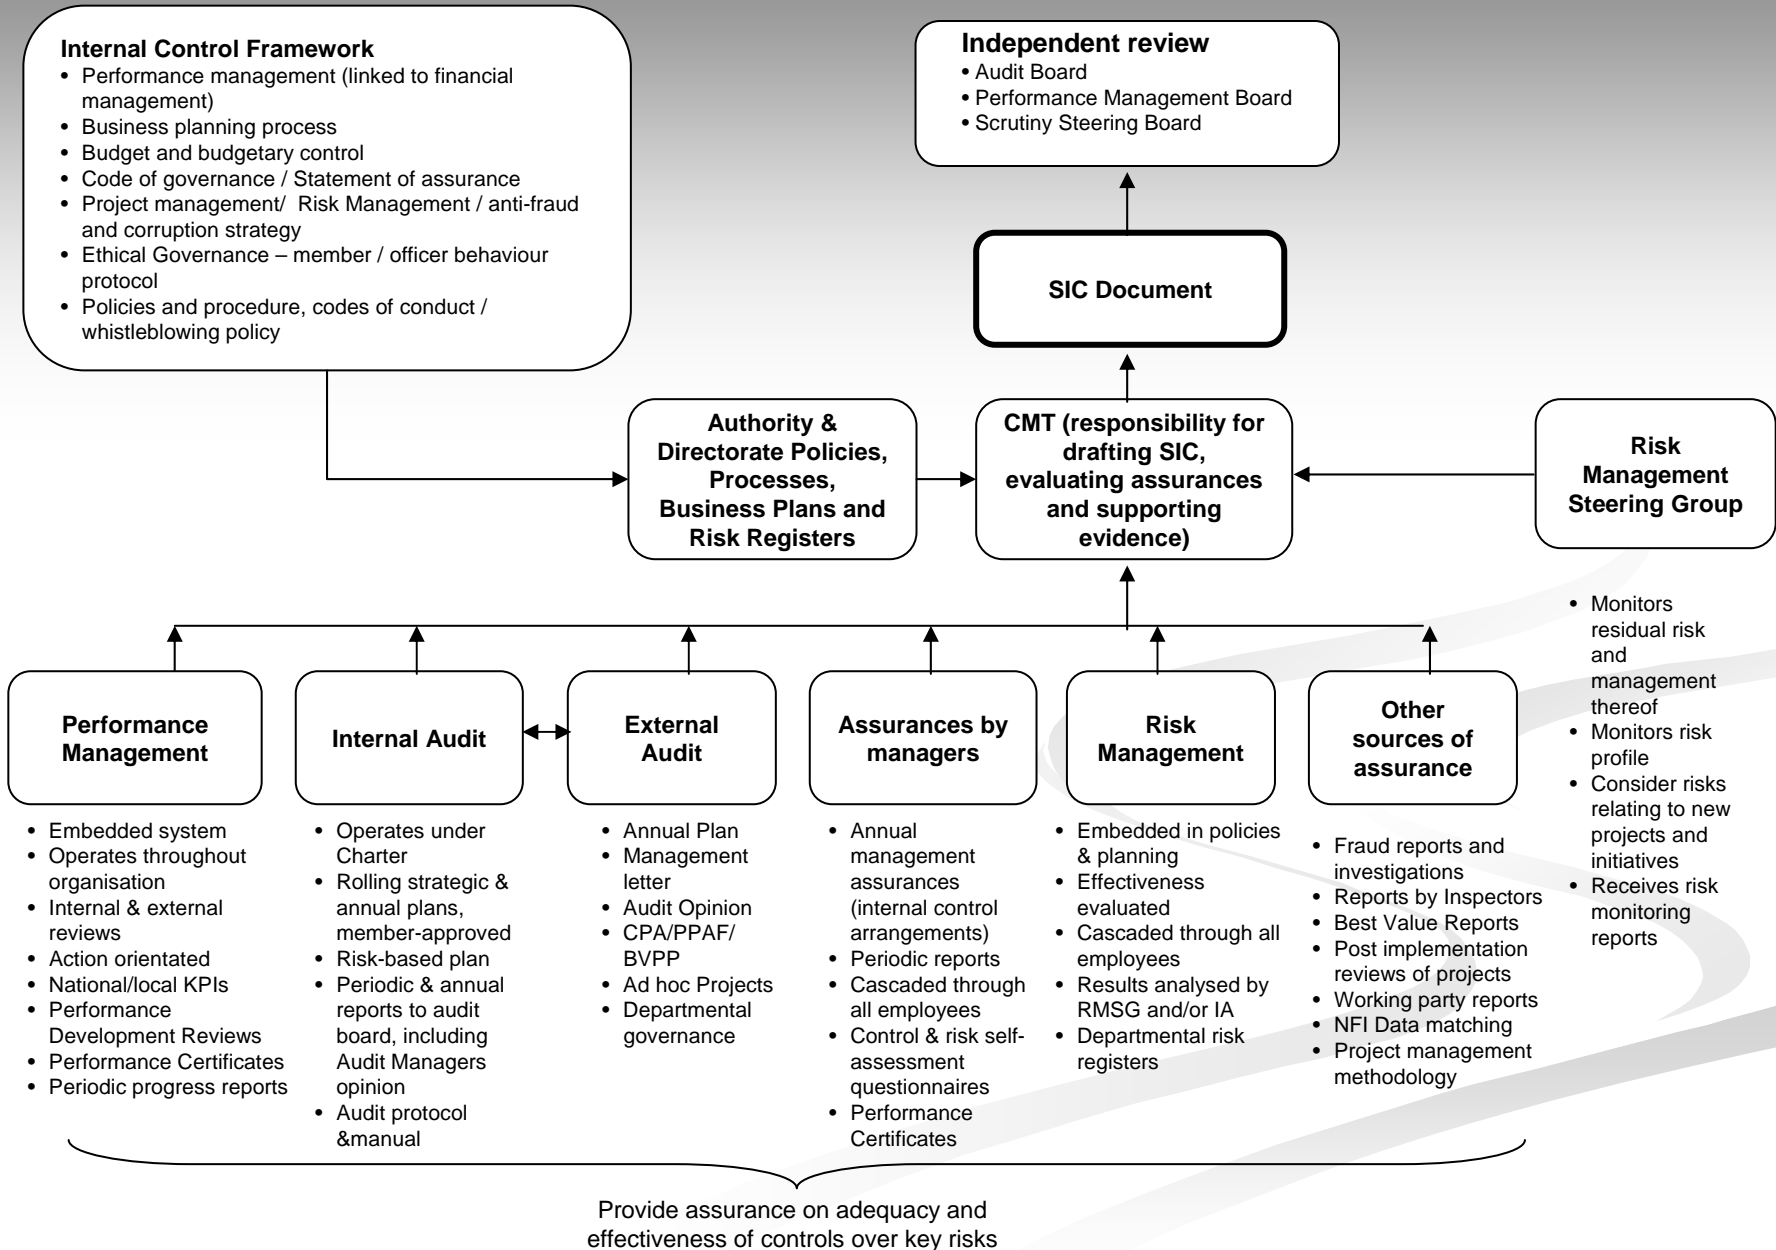 Internal Control Framework
• Performance management (linked to financial
management)
• Business planning process
• Budget and budgetary control
• Code of governance / Statement of assurance
• Project management/ Risk Management / anti-fraud
and corruption strategy
• Ethical Governance – member / officer behaviour
protocol
• Policies and procedure, codes of conduct /
whistleblowing policy
Independent review
• Audit Board
• Performance Management Board
• Scrutiny Steering Board
SIC Document
Authority &
Directorate Policies,
Processes,
Business Plans and
Risk Registers
CMT (responsibility for
drafting SIC,
evaluating assurances
and supporting
evidence)
Risk
Management
Steering Group
• Monitors
residual risk
and
management
thereof
• Monitors risk
profile
• Consider risks
relating to new
projects and
initiatives
• Receives risk
monitoring
reports
Performance
Management
• Embedded system
• Operates throughout
organisation
• Internal & external
reviews
• Action orientated
• National/local KPIs
• Performance
Development Reviews
• Performance Certificates
• Periodic progress reports
Internal Audit
• Operates under
Charter
• Rolling strategic &
annual plans,
member-approved
• Risk-based plan
• Periodic & annual
reports to audit
board, including
Audit Managers
opinion
• Audit protocol
&manual
External
Audit
• Annual Plan
• Management
letter
• Audit Opinion
• CPA/PPAF/
BVPP
• Ad hoc Projects
• Departmental
governance
Assurances by
managers
• Annual
management
assurances
(internal control
arrangements)
• Periodic reports
• Cascaded through
all employees
• Control & risk self-
assessment
questionnaires
• Performance
Certificates
Risk
Management
• Embedded in policies
& planning
• Effectiveness
evaluated
• Cascaded through all
employees
• Results analysed by
RMSG and/or IA
• Departmental risk
registers
Other
sources of
assurance
• Fraud reports and
investigations
• Reports by Inspectors
• Best Value Reports
• Post implementation
reviews of projects
• Working party reports
• NFI Data matching
• Project management
methodology
Provide assurance on adequacy and
effectiveness of controls over key risks